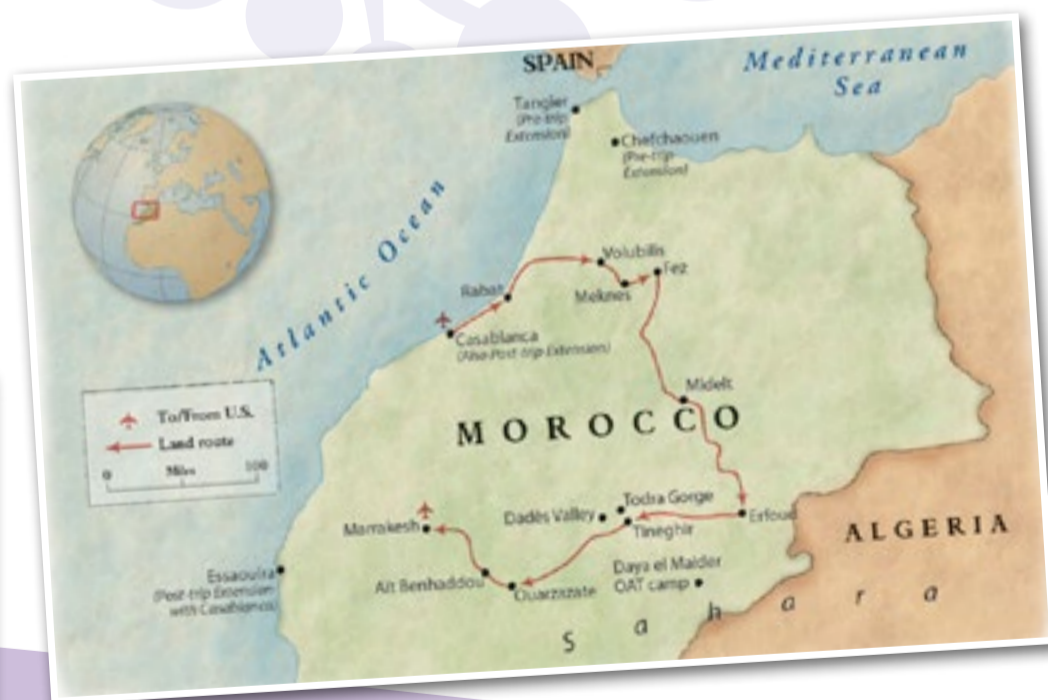 SPAIN
Mediterranean
Sea
Tangier
(Pre-trip
Extension)
Chefchaouen
(Pre-trip
Extension)
Atlantic Ocean
Volubilis
Fez
Meknes
Rabat
Casablanca
(Also Post-trip Extension)
Midelt
MOROCCO
To/From U.S.
Land route
0 Miles 100
Todra Gorge
Dadès Valley
Erfoud
Tineghir
Marrakesh
ALGERIA
Daya el Maider
OAT camp
Essaouira
(Post-trip Extension
with Casablanca)
Aït Benhaddou
Ouarzazate
Sahara